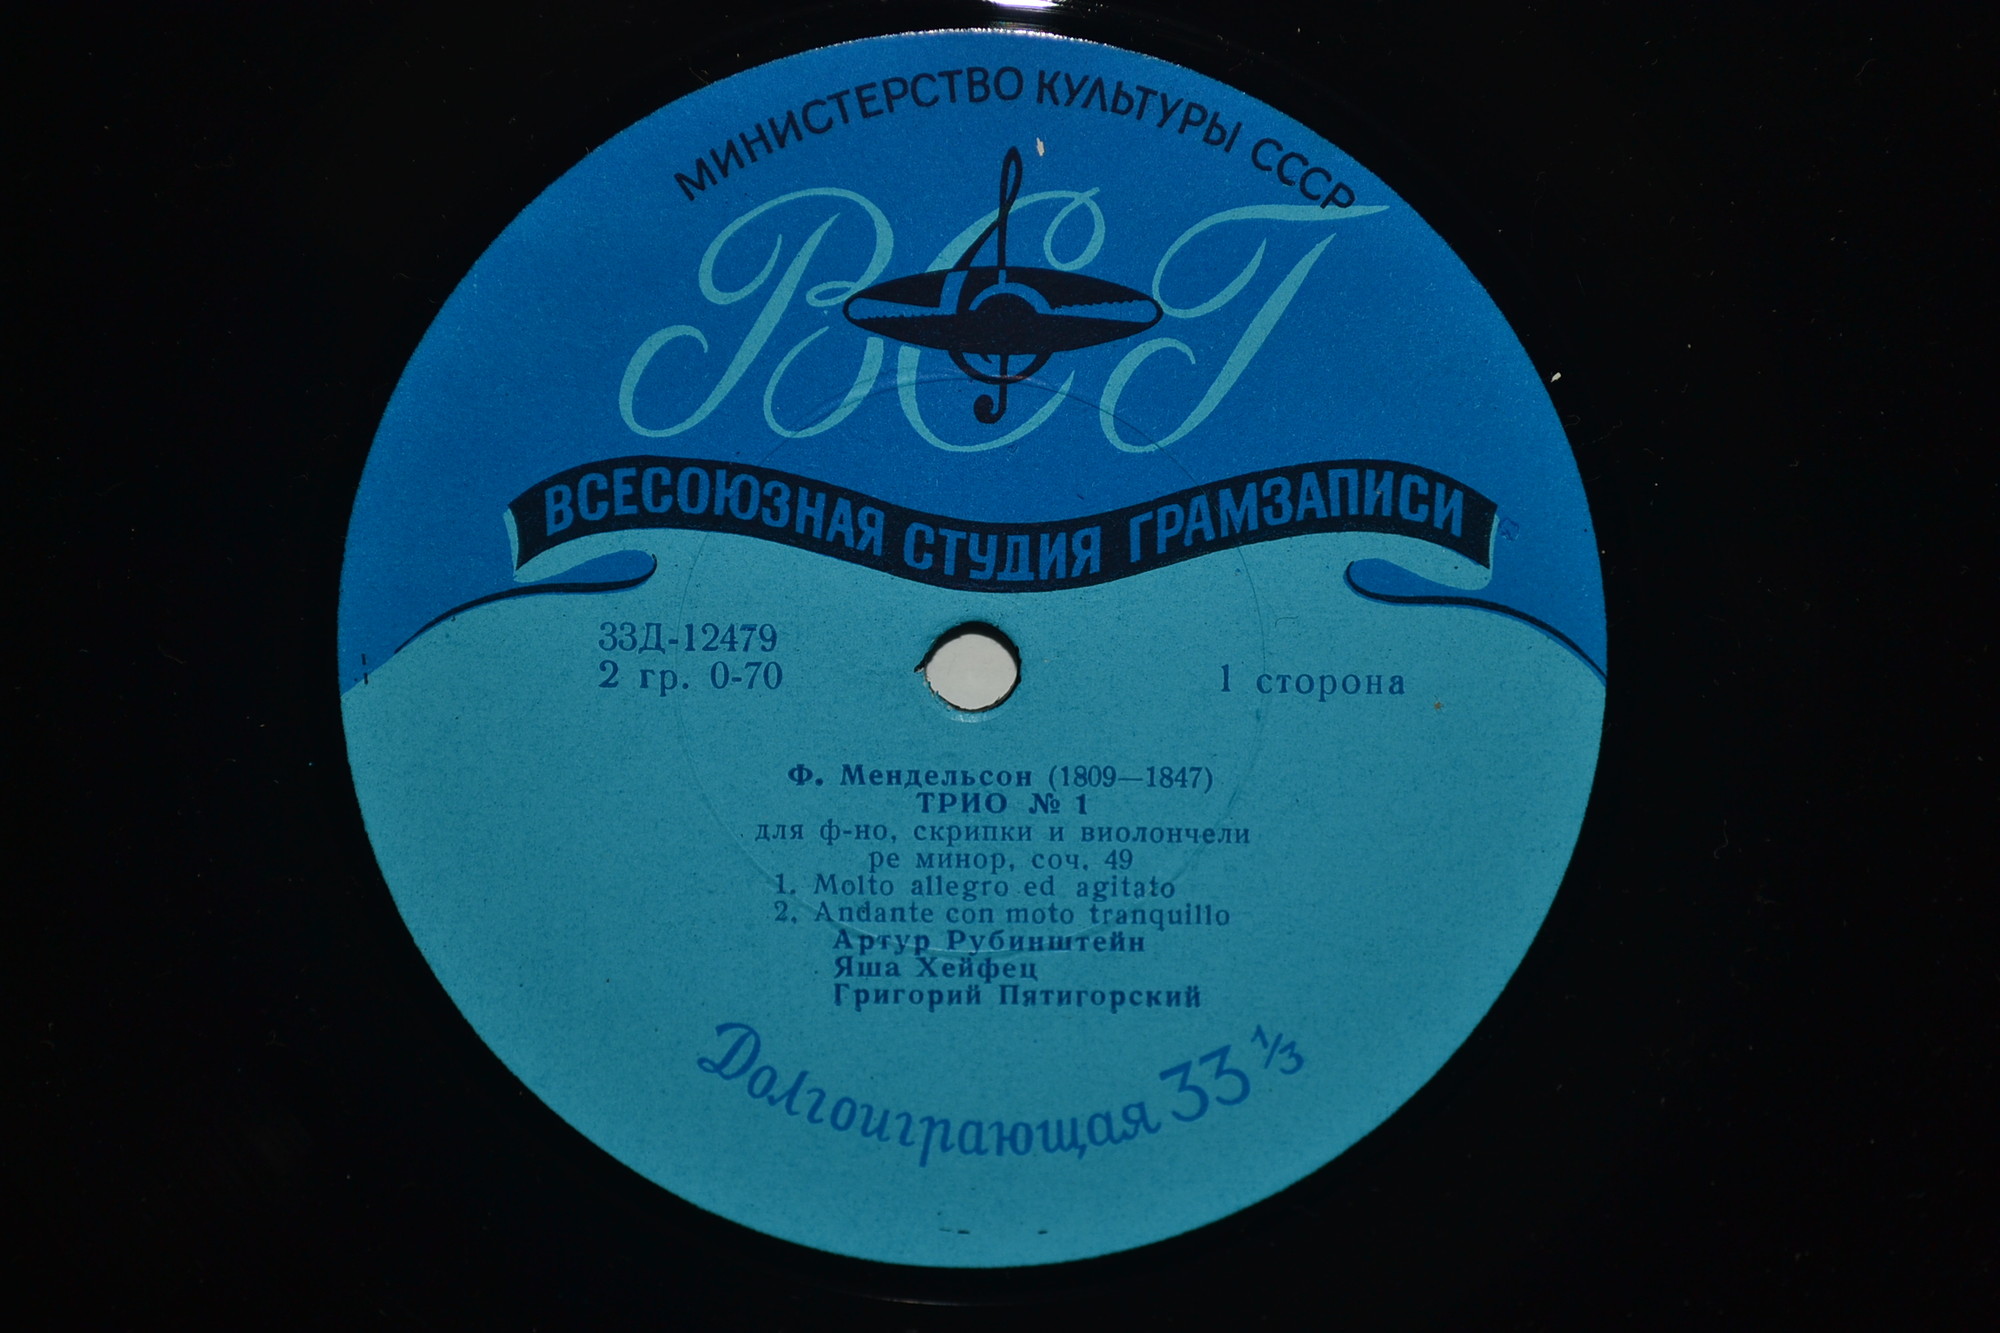 МИНИСТЕРСТВО КУЛЬТУРЫ СССР
ВСГ
ВСЕСОЮЗНАЯ СТУДИЯ ГРАМЗАПИСИ
33Д-12479
2 гр. 0-70
1 сторона
Ф. Мендельсон (1809—1847)
ТРИО № 1
для ф-но, скрипки и виолончели
ре минор, соч. 49
1. Molto allegro ed agitato
2. Andante con moto tranquillo
Артур Рубинштейн
Яша Хейфец
Григорий Пятигорский
Долгоиграющая 33 1/3